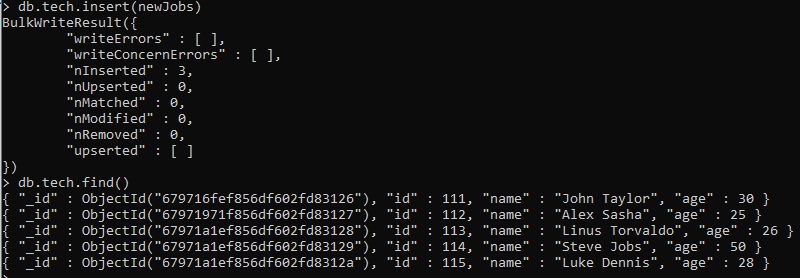 > db.tech.insert(newJobs)
BulkWriteResult({
        "writeErrors" : [ ],
        "writeConcernErrors" : [ ],
        "nInserted" : 3,
        "nUpserted" : 0,
        "nMatched" : 0,
        "nModified" : 0,
        "nRemoved" : 0,
        "upserted" : [ ]
})
> db.tech.find()
{ "_id" : ObjectId("679716fef856df602fd83126"), "id" : 111, "name" : "John Taylor", "age" : 30 }
{ "_id" : ObjectId("67971971f856df602fd83127"), "id" : 112, "name" : "Alex Sasha", "age" : 25 }
{ "_id" : ObjectId("67971a1ef856df602fd83128"), "id" : 113, "name" : "Linus Torvaldo", "age" : 26 }
{ "_id" : ObjectId("67971a1ef856df602fd83129"), "id" : 114, "name" : "Steve Jobs", "age" : 50 }
{ "_id" : ObjectId("67971a1ef856df602fd8312a"), "id" : 115, "name" : "Luke Dennis", "age" : 28 }
>